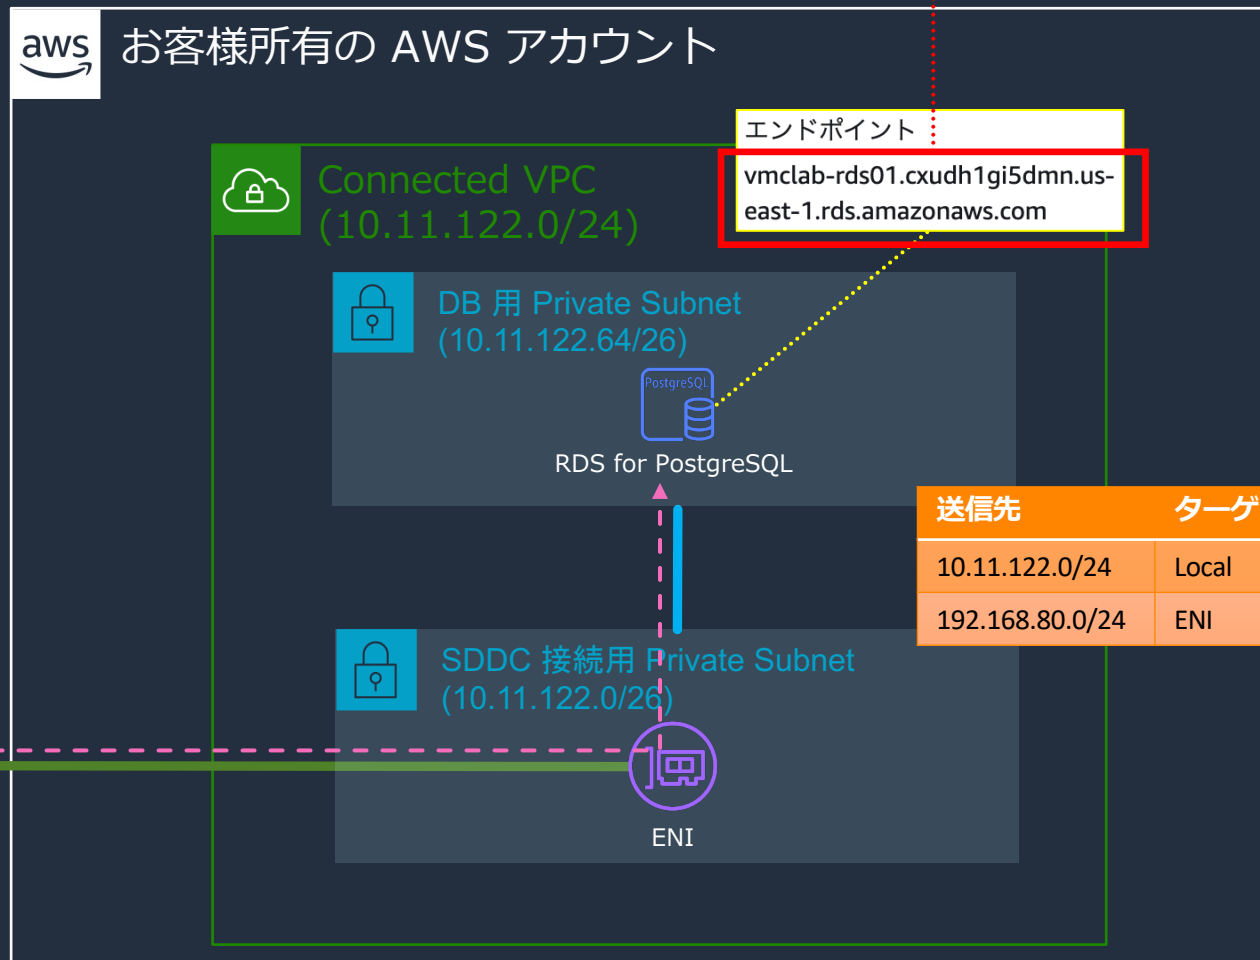 aws
お客様所有の AWS アカウント
エンドポイント
vmclab-rds01.cxudh1gi5dmn.us-
east-1.rds.amazonaws.com
Connected VPC
(10.11.122.0/24)
DB 用 Private Subnet
(10.11.122.64/26)
PostgreSQL
RDS for PostgreSQL
送信先 ターゲ
10.11.122.0/24 Local
192.168.80.0/24 ENI
SDDC 接続用 Private Subnet
(10.11.122.0/26)
ENI